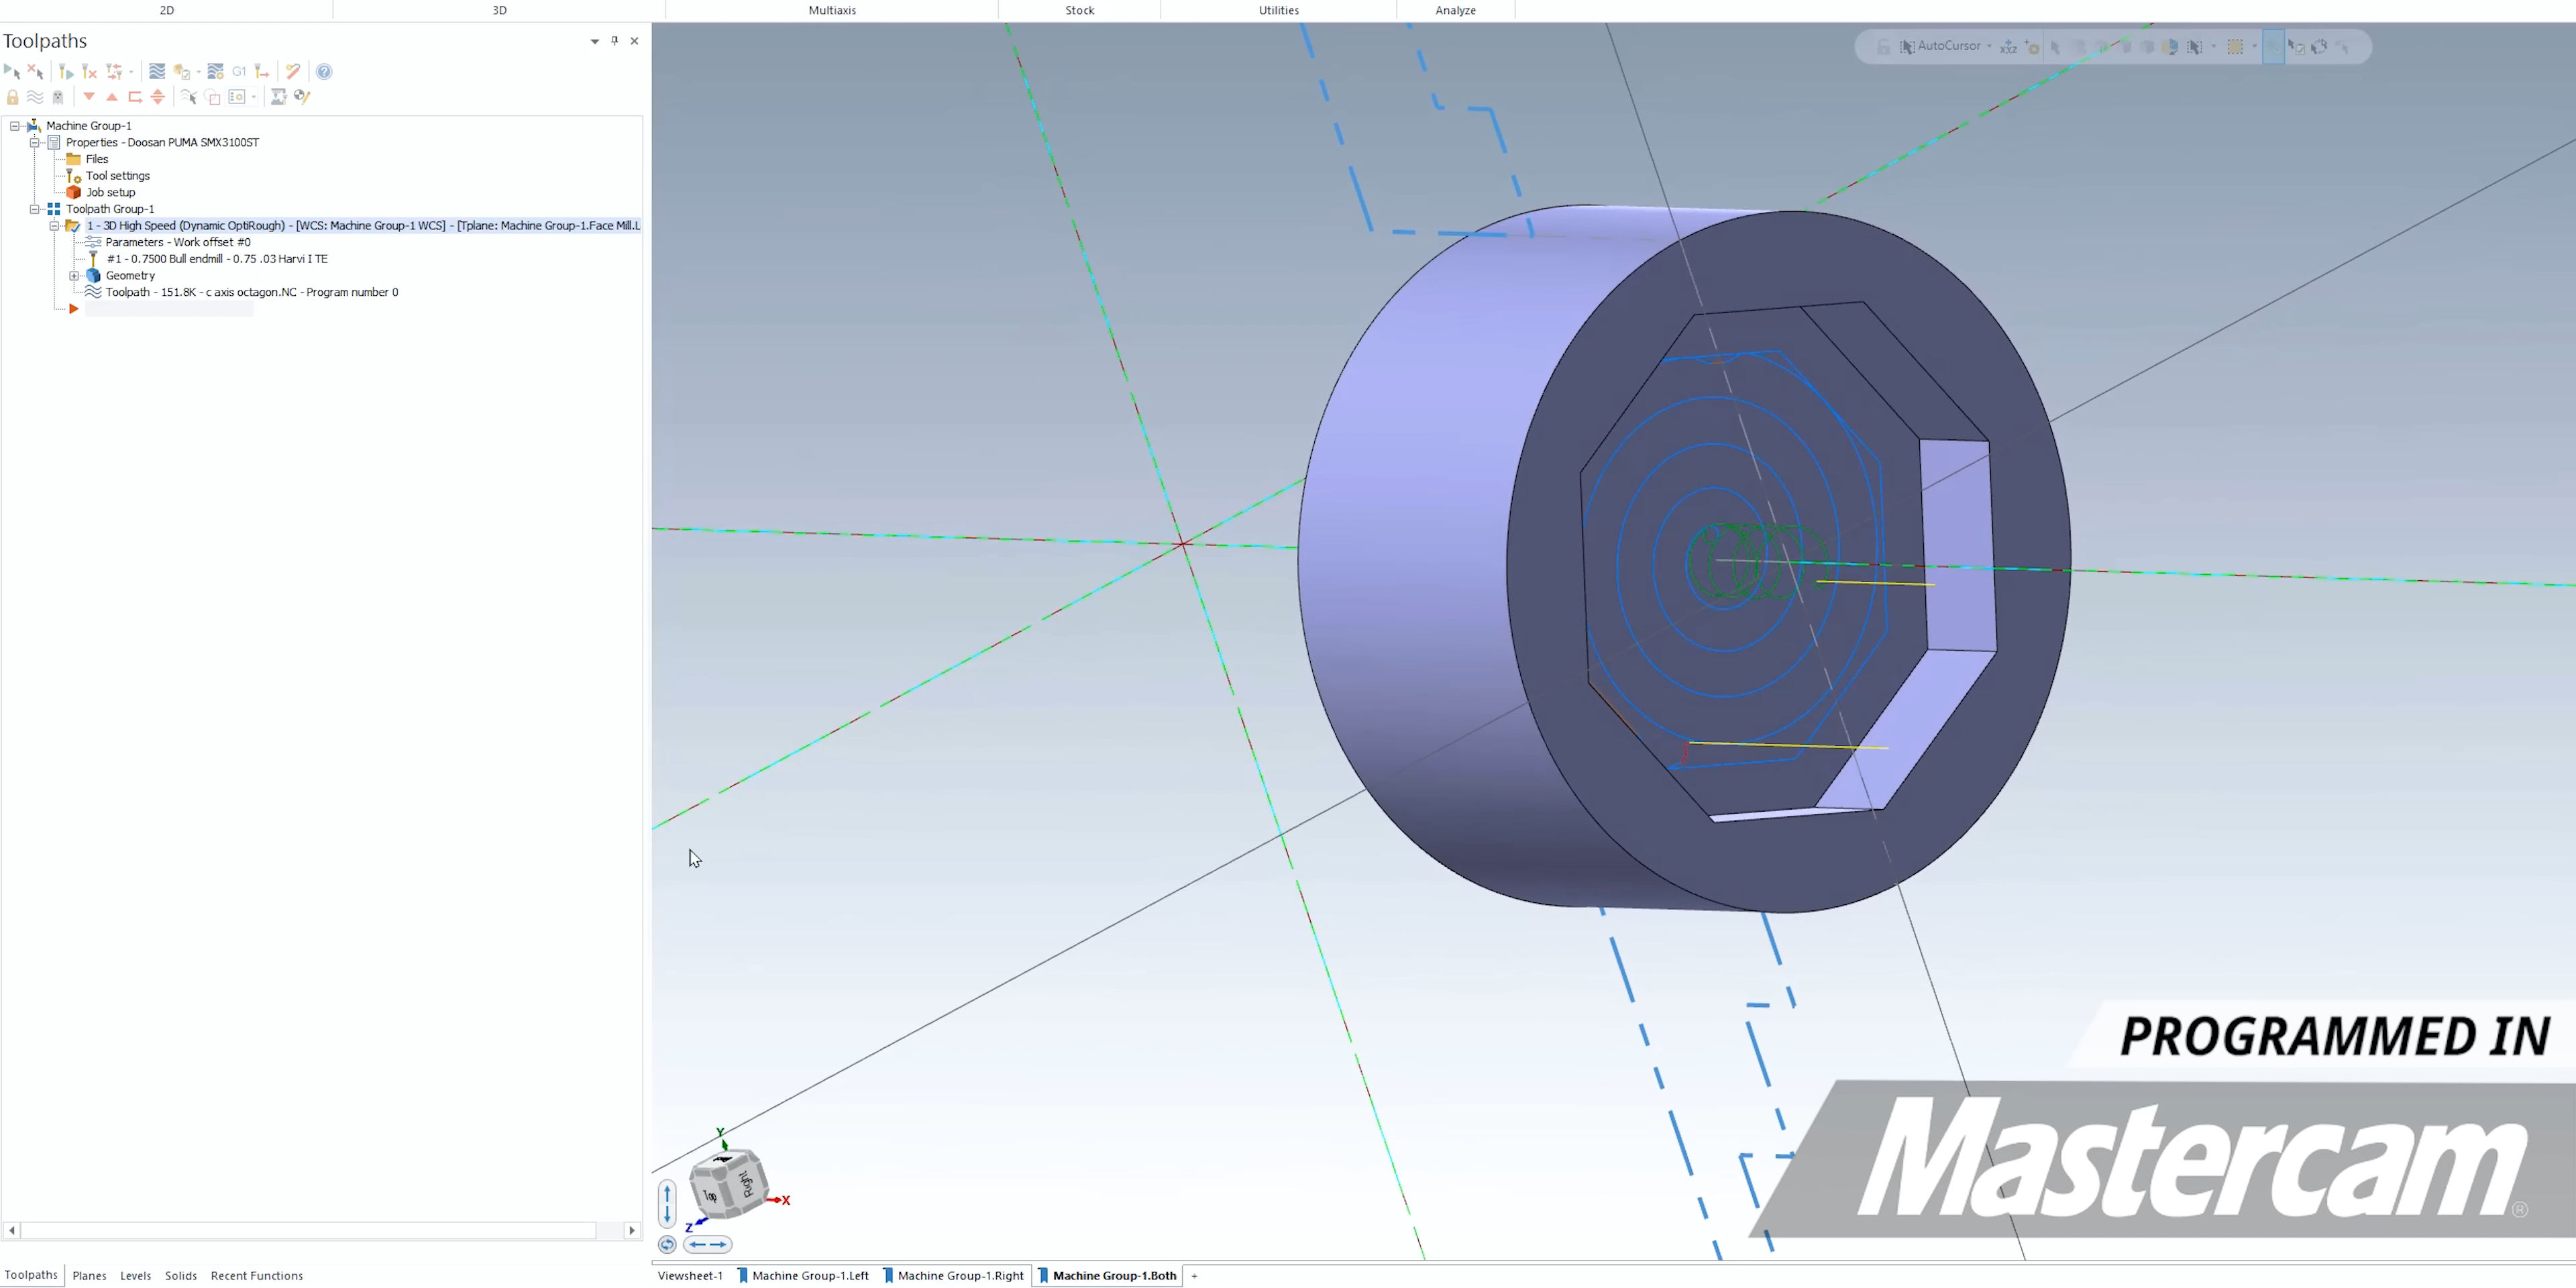 2D 3D Multiaxis Stock Utilities Analyze
Toolpaths
AutoCursor
G1
Machine Group-1
Properties - Doosan PUMA SMX3100ST
Files
Tool settings
Job setup
Toolpath Group-1
1 - 3D High Speed (Dynamic OptiRough) - [WCS: Machine Group-1 WCS] - [Tplane: Machine Group-1.Face Mill.L
Parameters - Work offset #0
#1 - 0.7500 Bull endmill - 0.75 .03 Harvi I TE
Geometry
Toolpath - 151.8K - c axis octagon.NC - Program number 0
PROGRAMMED IN
Mastercam®
Y
Top Right
X
Z
Toolpaths Planes Levels Solids Recent Functions
Viewsheet-1 Machine Group-1.Left Machine Group-1.Right Machine Group-1.Both +